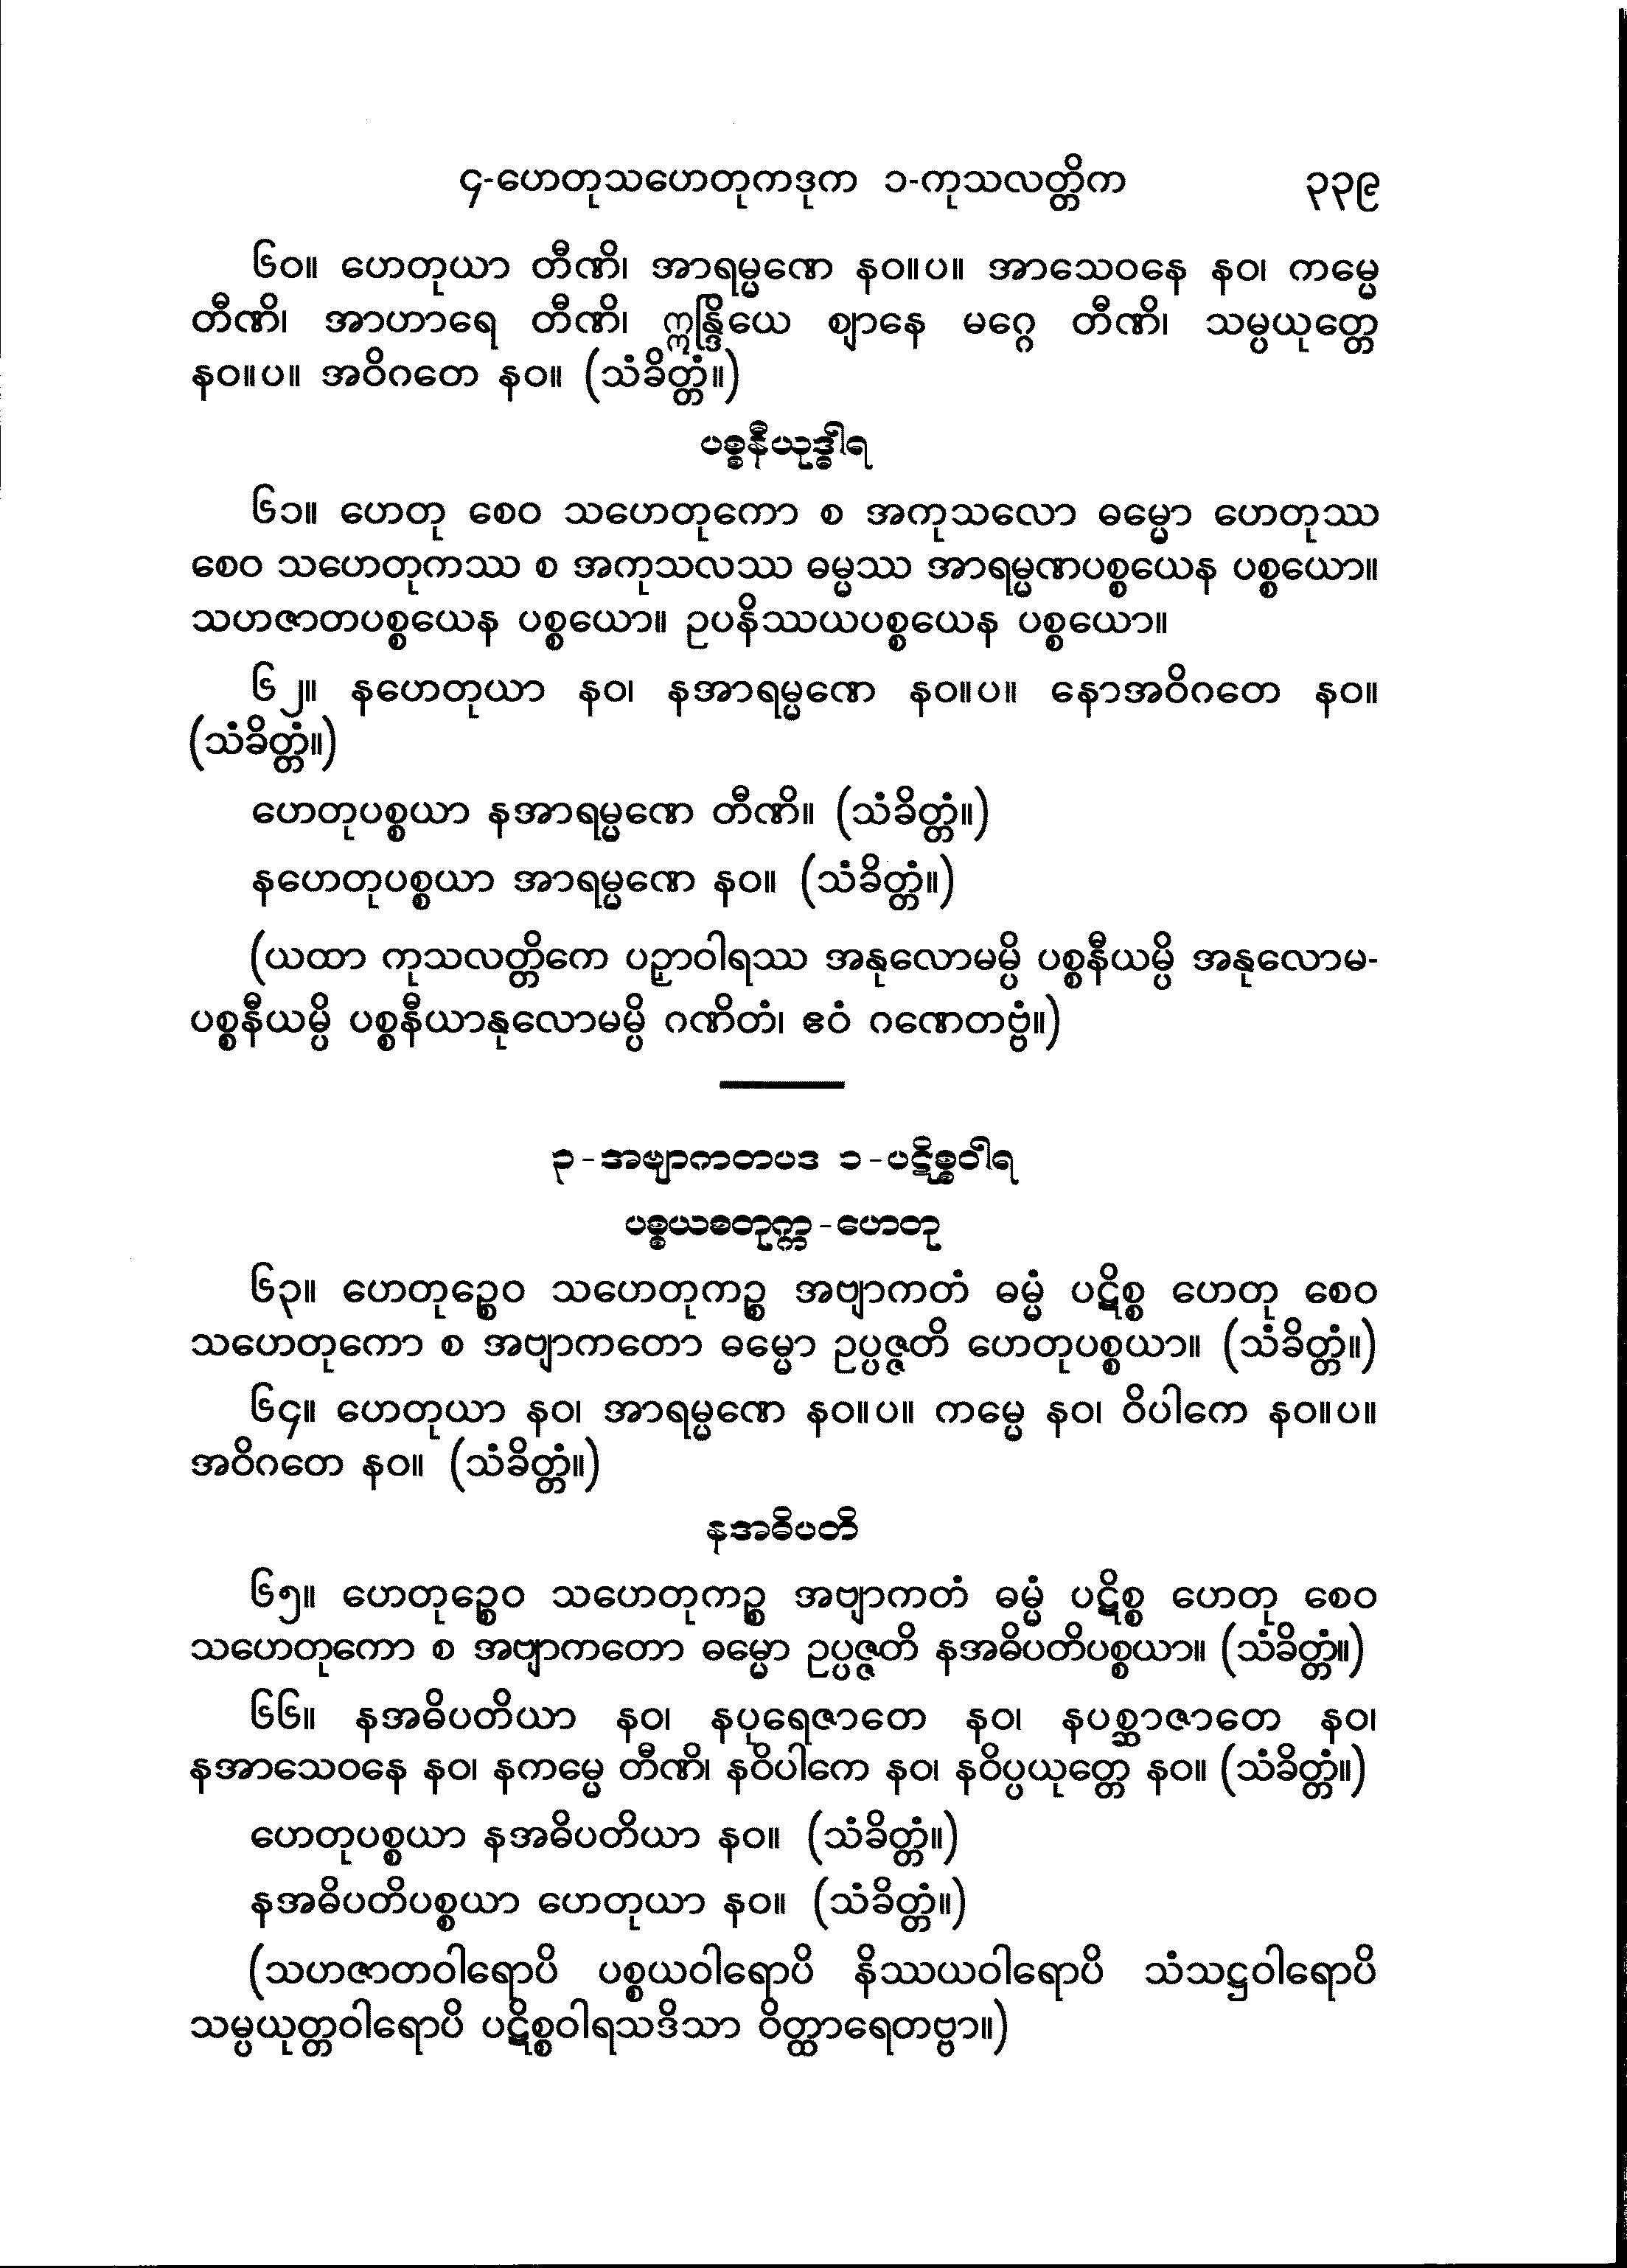 ၄-ဟေတုသဟေတုကဒုက ၁-ကုသလတ္တိက ၃၃၉
၆၀။ ဟေတုယာ တီဏိ၊ အာရမ္မဏေ နဝ။ပ။ အာသေဝနေ နဝ၊ ကမ္မေ
တီဏိ၊ အာဟာရေ တီဏိ၊ ဣန္ဒြိယေ ဈာနေ မဂ္ဂေ တီဏိ၊ သမ္ပယုတ္တေ
နဝ။ပ။ အဝိဂတေ နဝ။ (သံခိတ္တံ။)
ပစ္စနီယုဒ္ဓါရ
၆၁။ ဟေတု စေဝ သဟေတုကော စ အကုသလော ဓမ္မော ဟေတုဿ
စေဝ သဟေတုကဿ စ အကုသလဿ ဓမ္မဿ အာရမ္မဏပစ္စယေန ပစ္စယော။
သဟဇာတပစ္စယေန ပစ္စယော။ ဥပနိဿယပစ္စယေန ပစ္စယော။
၆၂။ နဟေတုယာ နဝ၊ နအာရမ္မဏေ နဝ။ပ။ နောအဝိဂတေ နဝ။
(သံခိတ္တံ။)
ဟေတုပစ္စယာ နအာရမ္မဏေ တီဏိ။ (သံခိတ္တံ။)
နဟေတုပစ္စယာ အာရမ္မဏေ နဝ။ (သံခိတ္တံ။)
(ယထာ ကုသလတ္တိကေ ပဉှာဝါရဿ အနုလောမမ္ပိ ပစ္စနီယမ္ပိ အနုလောမ-
ပစ္စနီယမ္ပိ ပစ္စနီယာနုလောမမ္ပိ ဂဏိတံ၊ ဧဝံ ဂဏေတဗ္ဗံ။)
၃-အဗျာကတပဒ ၁-ပဋိစ္စဝါရ
ပစ္စယစတုက္က-ဟေတု
၆၃။ ဟေတုဉ္စေဝ သဟေတုကဉ္စ အဗျာကတံ ဓမ္မံ ပဋိစ္စ ဟေတု စေဝ
သဟေတုကော စ အဗျာကတော ဓမ္မော ဥပ္ပဇ္ဇတိ ဟေတုပစ္စယာ။ (သံခိတ္တံ။)
၆၄။ ဟေတုယာ နဝ၊ အာရမ္မဏေ နဝ။ပ။ ကမ္မေ နဝ၊ ဝိပါကေ နဝ။ပ။
အဝိဂတေ နဝ။ (သံခိတ္တံ။)
နအဓိပတိ
၆၅။ ဟေတုဉ္စေဝ သဟေတုကဉ္စ အဗျာကတံ ဓမ္မံ ပဋိစ္စ ဟေတု စေဝ
သဟေတုကော စ အဗျာကတော ဓမ္မော ဥပ္ပဇ္ဇတိ နအဓိပတိပစ္စယာ။ (သံခိတ္တံ။)
၆၆။ နအဓိပတိယာ နဝ၊ နပုရေဇာတေ နဝ၊ နပစ္ဆာဇာတေ နဝ၊
နအာသေဝနေ နဝ၊ နကမ္မေ တီဏိ၊ နဝိပါကေ နဝ၊ နဝိပ္ပယုတ္တေ နဝ။ (သံခိတ္တံ။)
ဟေတုပစ္စယာ နအဓိပတိယာ နဝ။ (သံခိတ္တံ။)
နအဓိပတိပစ္စယာ ဟေတုယာ နဝ။ (သံခိတ္တံ။)
(သဟဇာတဝါရောပိ ပစ္စယဝါရောပိ နိဿယဝါရောပိ သံသဋ္ဌဝါရောပိ
သမ္ပယုတ္တဝါရောပိ ပဋိစ္စဝါရသဒိသာ ဝိတ္ထာရေတဗ္ဗာ။)